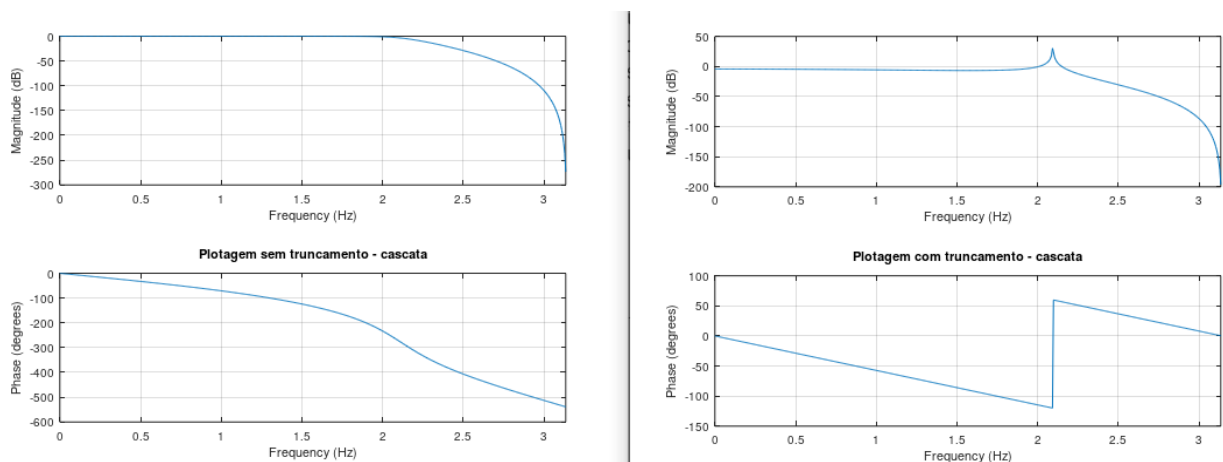 0
-50
-100
-150
-200
-250
-300
Magnitude (dB)
0 0.5 1 1.5 2 2.5 3
Frequency (Hz)
Plotagem sem truncamento - cascata
0
-100
-200
-300
-400
-500
-600
Phase (degrees)
0 0.5 1 1.5 2 2.5 3
Frequency (Hz)
50
0
-50
-100
-150
-200
Magnitude (dB)
0 0.5 1 1.5 2 2.5 3
Frequency (Hz)
Plotagem com truncamento - cascata
100
50
0
-50
-100
-150
Phase (degrees)
0 0.5 1 1.5 2 2.5 3
Frequency (Hz)